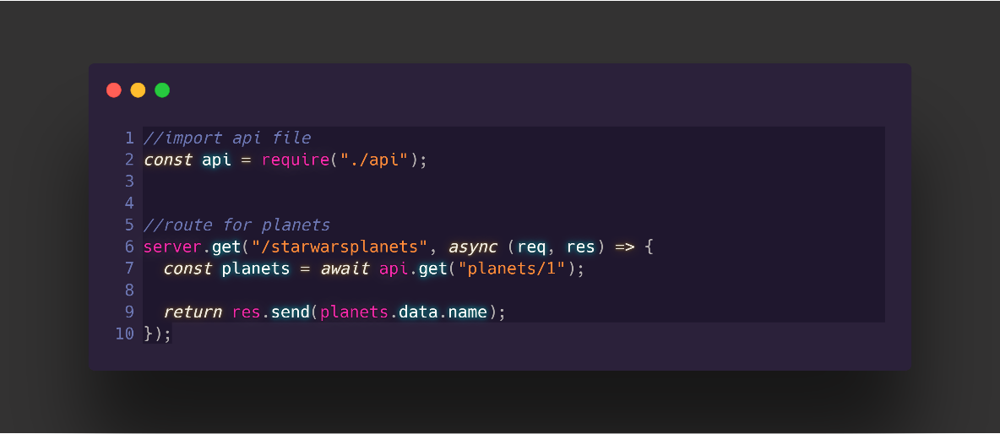 1 //import api file
2 const api = require("./api");
3
4
5 //route for planets
6 server.get("/starwarsplanets", async (req, res) => {
7   const planets = await api.get("planets/1");
8
9   return res.send(planets.data.name);
10 });